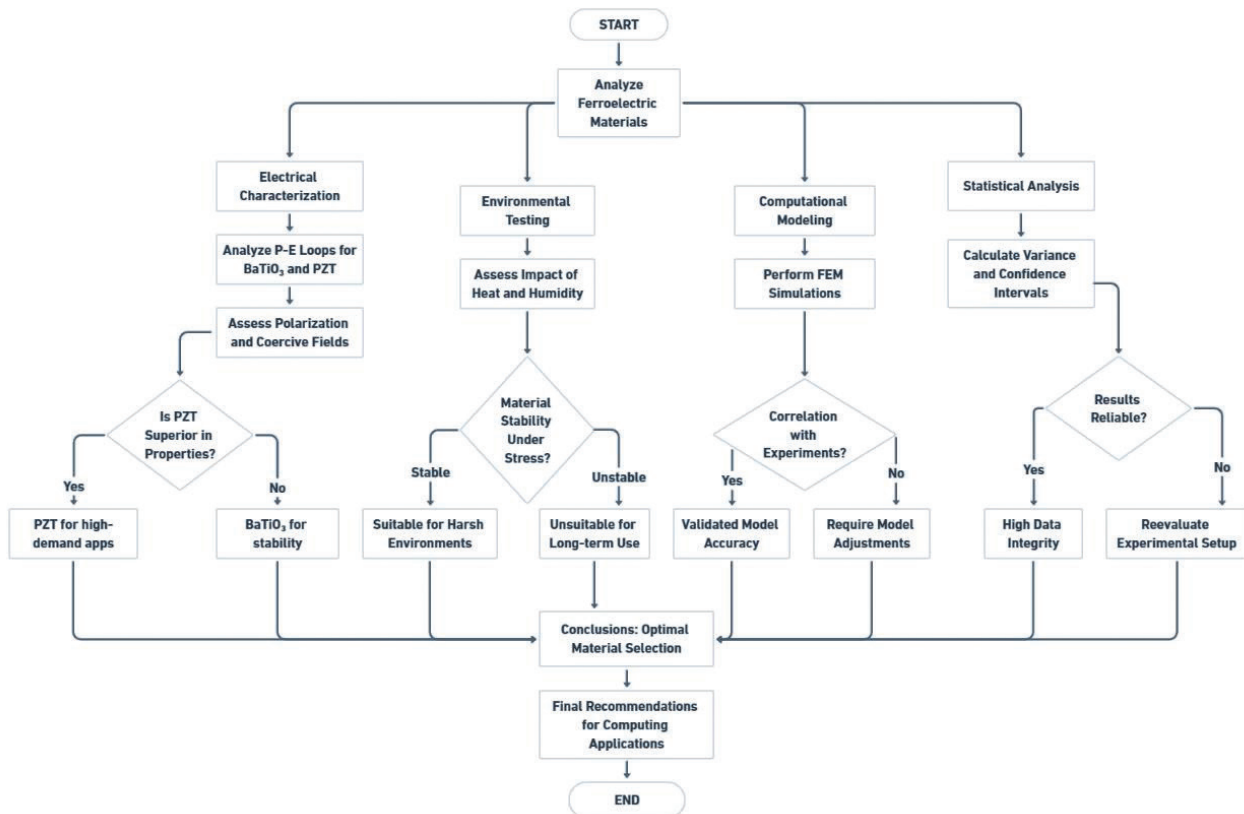 START
Analyze
Ferroelectric
Materials
Electrical
Characterization
Analyze P-E Loops for
BaTiO₃ and PZT
Assess Polarization
and Coercive Fields
Is PZT
Superior in
Properties?
Yes
No
PZT for high-
demand apps
BaTiO₃ for
stability
Environmental
Testing
Assess Impact of
Heat and Humidity
Material
Stability
Under
Stress?
Stable
Unstable
Suitable for Harsh
Environments
Unsuitable for
Long-term Use
Computational
Modeling
Perform FEM
Simulations
Correlation
with
Experiments?
Yes
No
Validated Model
Accuracy
Require Model
Adjustments
Statistical Analysis
Calculate Variance
and Confidence
Intervals
Results
Reliable?
Yes
No
High Data
Integrity
Reevaluate
Experimental Setup
Conclusions: Optimal
Material Selection
Final Recommendations
for Computing
Applications
END